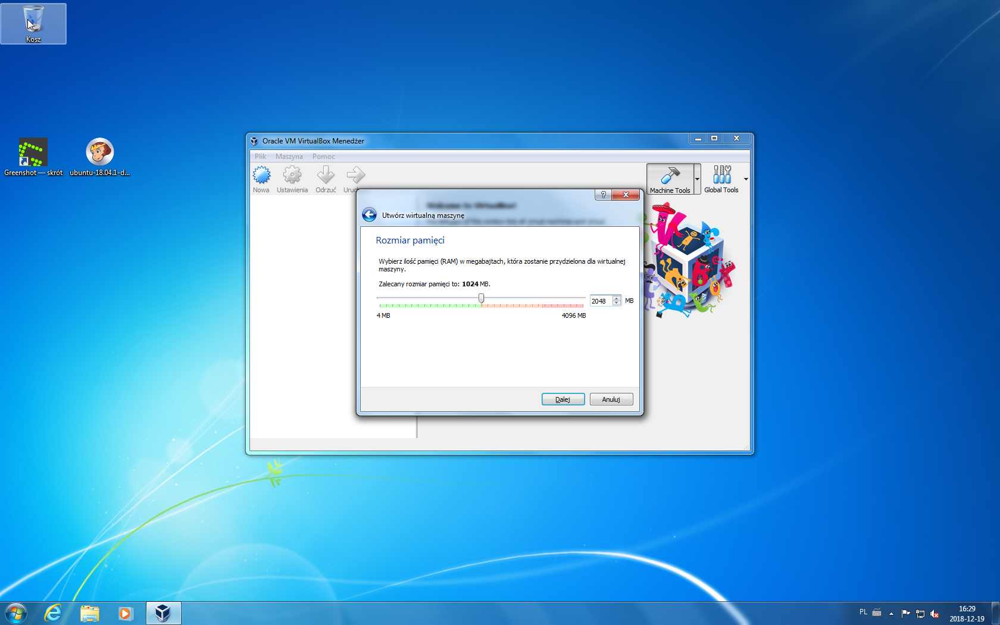 Kosz
Greenshot — skrót
ubuntu-18.04.1-d...
Oracle VM VirtualBox Menedżer
Plik Maszyna Pomoc
Nowa Ustawienia Odrzuć
Machine Tools Global Tools
Welcome to VirtualBox!
?
Utwórz wirtualną maszynę
Rozmiar pamięci
Wybierz ilość pamięci (RAM) w megabajtach, która zostanie przydzielona dla wirtualnej
maszyny.
Zalecany rozmiar pamięci to: 1024 MB.
2048 MB
4 MB 4096 MB
Dalej Anuluj
PL
16:29
2018-12-19